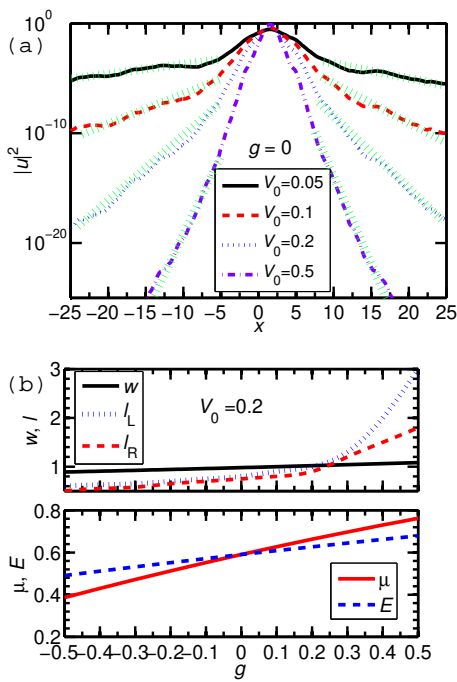 (a)
10^0
10^-10
10^-20
|u|^2
g = 0
V_0=0.05
V_0=0.1
V_0=0.2
V_0=0.5
−25 −20 −15 −10 −5 0 5 10 15 20 25
x
(b)
3
2
1
w, l
w
l_L
l_R
V_0 =0.2
0.8
0.6
0.4
0.2
μ, E
μ
E
−0.5 −0.4 −0.3 −0.2 −0.1 0 0.1 0.2 0.3 0.4 0.5
g